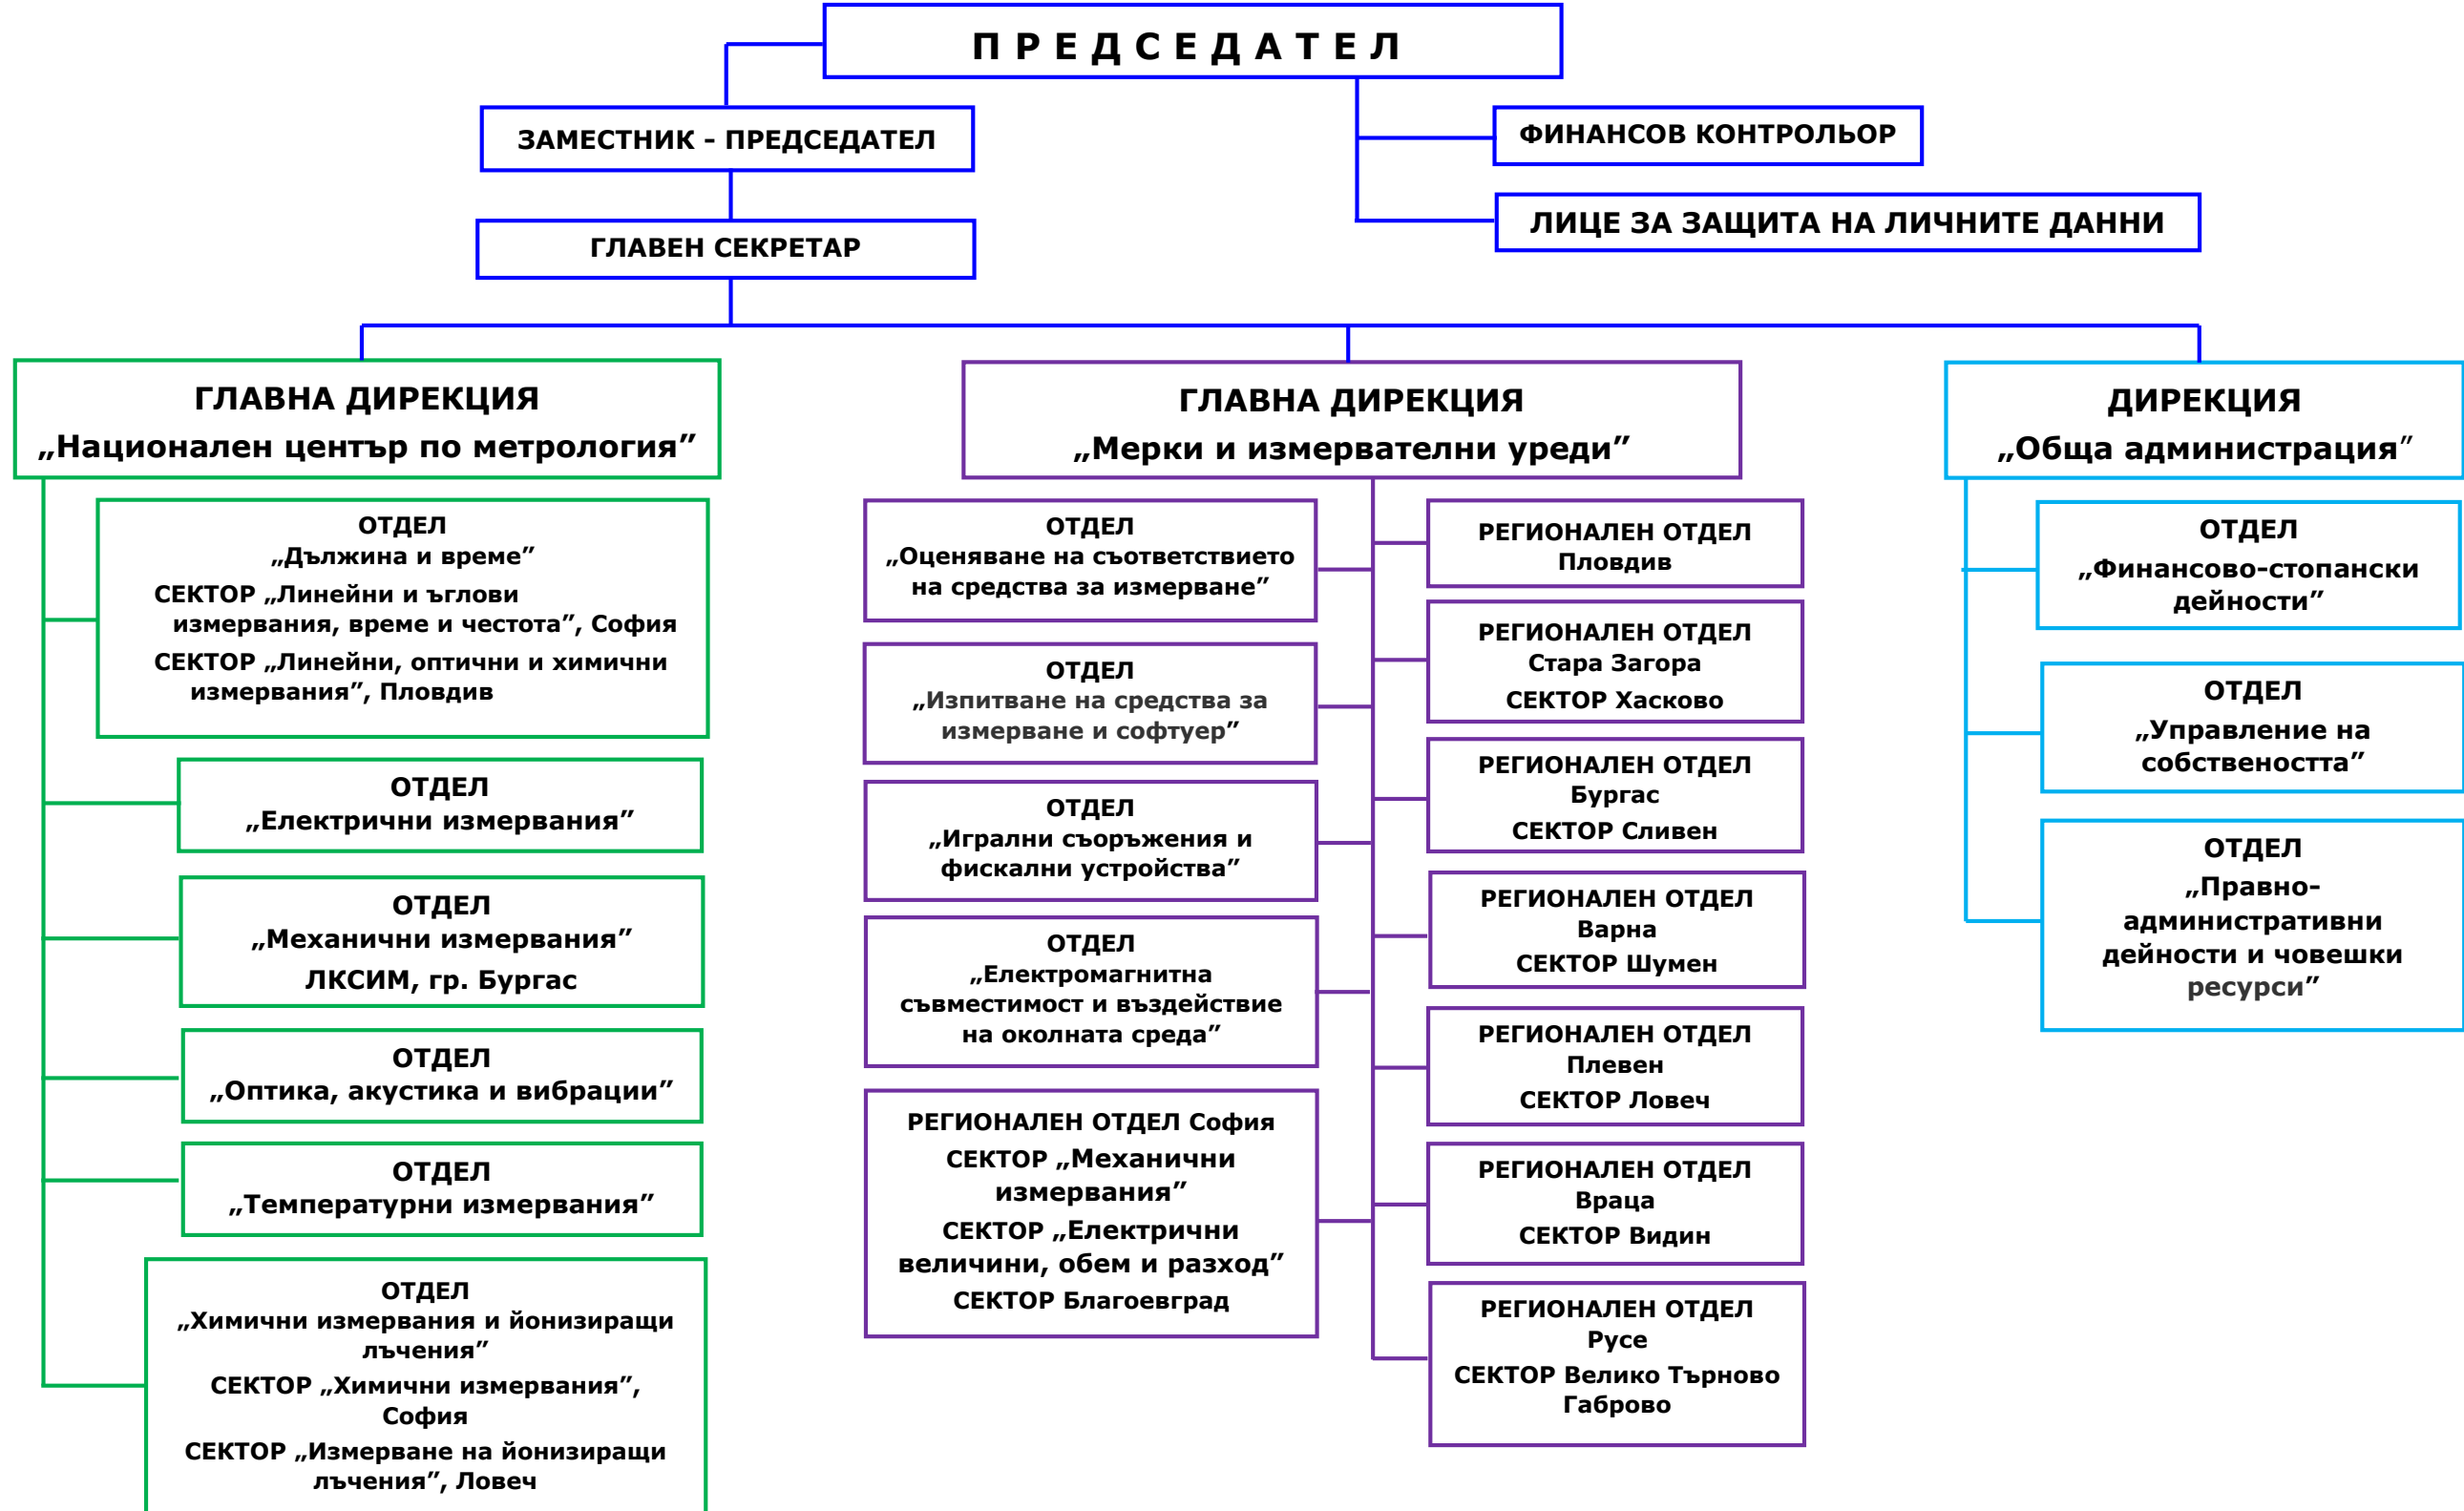 П Р Е Д С Е Д А Т Е Л
ЗАМЕСТНИК – ПРЕДСЕДАТЕЛ
ФИНАНСОВ КОНТРОЛЬОР
ЛИЦЕ ЗА ЗАЩИТА НА ЛИЧНИТЕ ДАННИ
ГЛАВЕН СЕКРЕТАР
ГЛАВНА ДИРЕКЦИЯ
„Национален център по метрология”
ОТДЕЛ
„Дължина и време”
СЕКТОР „Линейни и ъглови
измервания, време и честота”, София
СЕКТОР „Линейни, оптични и химични
измервания”, Пловдив
ОТДЕЛ
„Електрични измервания”
ОТДЕЛ
„Механични измервания”
ЛКСИМ, гр. Бургас
ОТДЕЛ
„Оптика, акустика и вибрации”
ОТДЕЛ
„Температурни измервания”
ОТДЕЛ
„Химични измервания и йонизиращи
лъчения”
СЕКТОР „Химични измервания”,
София
СЕКТОР „Измерване на йонизиращи
лъчения”, Ловеч
ГЛАВНА ДИРЕКЦИЯ
„Мерки и измервателни уреди”
ОТДЕЛ
„Оценяване на съответствието
на средства за измерване”
ОТДЕЛ
„Изпитване на средства за
измерване и софтуер”
ОТДЕЛ
„Игрални съоръжения и
фискални устройства”
ОТДЕЛ
„Електромагнитна
съвместимост и въздействие
на околната среда”
РЕГИОНАЛЕН ОТДЕЛ София
СЕКТОР „Механични
измервания”
СЕКТОР „Електрични
величини, обем и разход”
СЕКТОР Благоевград
РЕГИОНАЛЕН ОТДЕЛ
Пловдив
РЕГИОНАЛЕН ОТДЕЛ
Стара Загора
СЕКТОР Хасково
РЕГИОНАЛЕН ОТДЕЛ
Бургас
СЕКТОР Сливен
РЕГИОНАЛЕН ОТДЕЛ
Варна
СЕКТОР Шумен
РЕГИОНАЛЕН ОТДЕЛ
Плевен
СЕКТОР Ловеч
РЕГИОНАЛЕН ОТДЕЛ
Враца
СЕКТОР Видин
РЕГИОНАЛЕН ОТДЕЛ
Русе
СЕКТОР Велико Търново
Габрово
ДИРЕКЦИЯ
„Обща администрация”
ОТДЕЛ
„Финансово-стопански
дейности”
ОТДЕЛ
„Управление на
собствеността”
ОТДЕЛ
„Правно-
административни
дейности и човешки
ресурси”